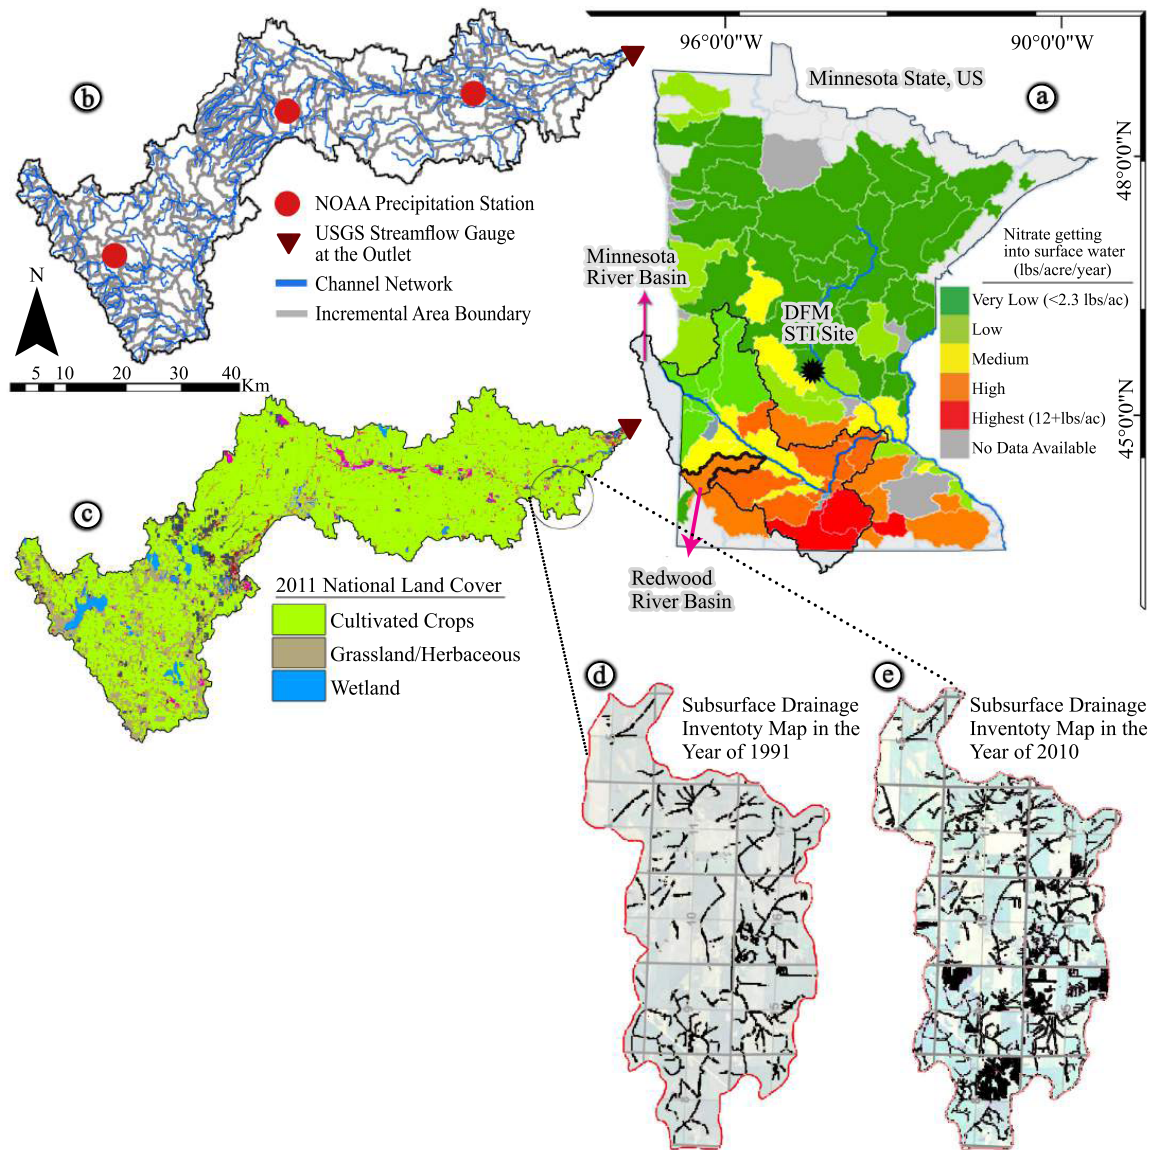 96°0'0"W
90°0'0"W
Minnesota State, US
a
48°0'0"N
45°0'0"N
Nitrate getting
into surface water
(lbs/acre/year)
Very Low (<2.3 lbs/ac)
Low
Medium
High
Highest (12+lbs/ac)
No Data Available
Minnesota
River Basin
DFM
STI Site
Redwood
River Basin
b
NOAA Precipitation Station
USGS Streamflow Gauge
at the Outlet
Channel Network
Incremental Area Boundary
N
5 10 20 30 40
Km
c
2011 National Land Cover
Cultivated Crops
Grassland/Herbaceous
Wetland
d
Subsurface Drainage
Inventoty Map in the
Year of 1991
e
Subsurface Drainage
Inventoty Map in the
Year of 2010